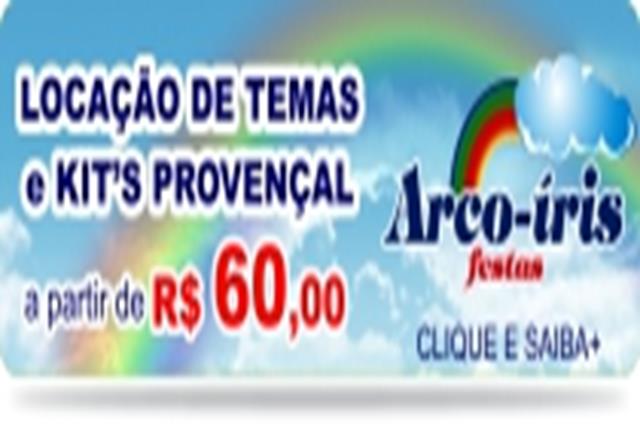 LOCAÇÃO DE TEMAS
e KIT'S PROVENÇAL
a partir de R$ 60,00
Arco-íris
festas
CLIQUE E SAIBA+